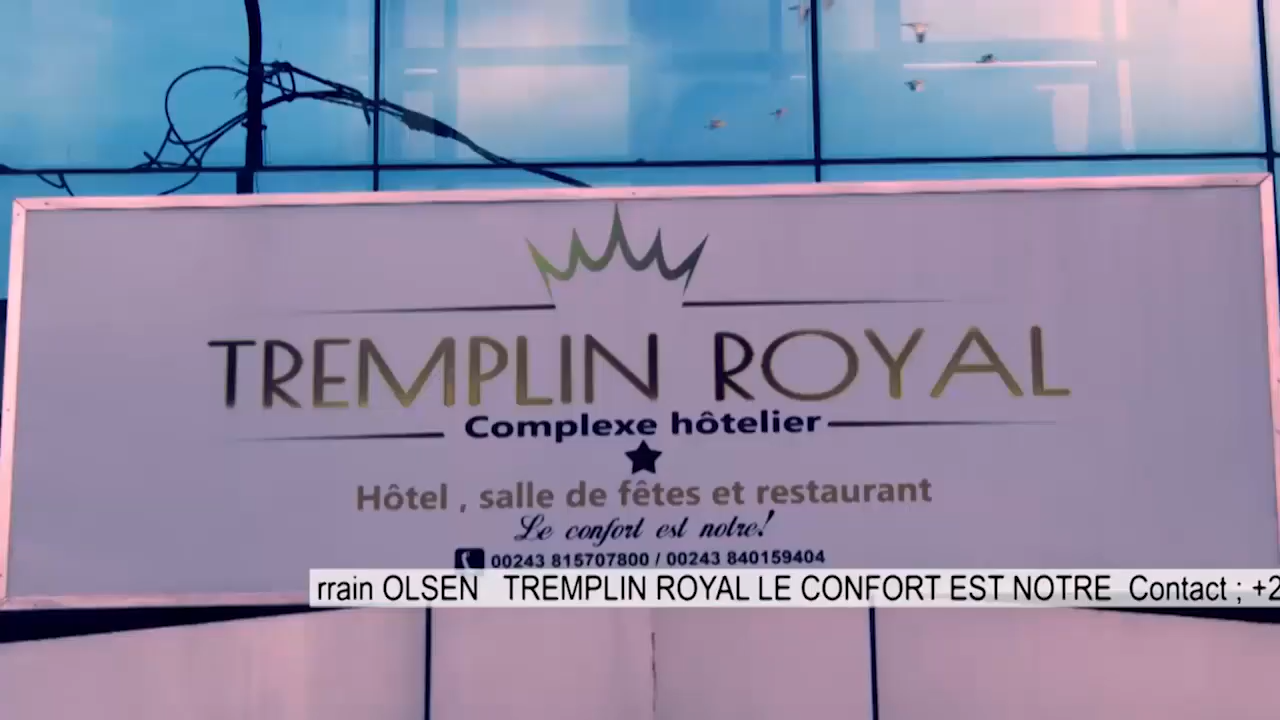 TREMPLIN ROYAL
Complexe hôtelier
Hôtel , salle de fêtes et restaurant
Le confort est notre!
00243 815707800 / 00243 840159404
rrain OLSEN TREMPLIN ROYAL LE CONFORT EST NOTRE Contact ; +2